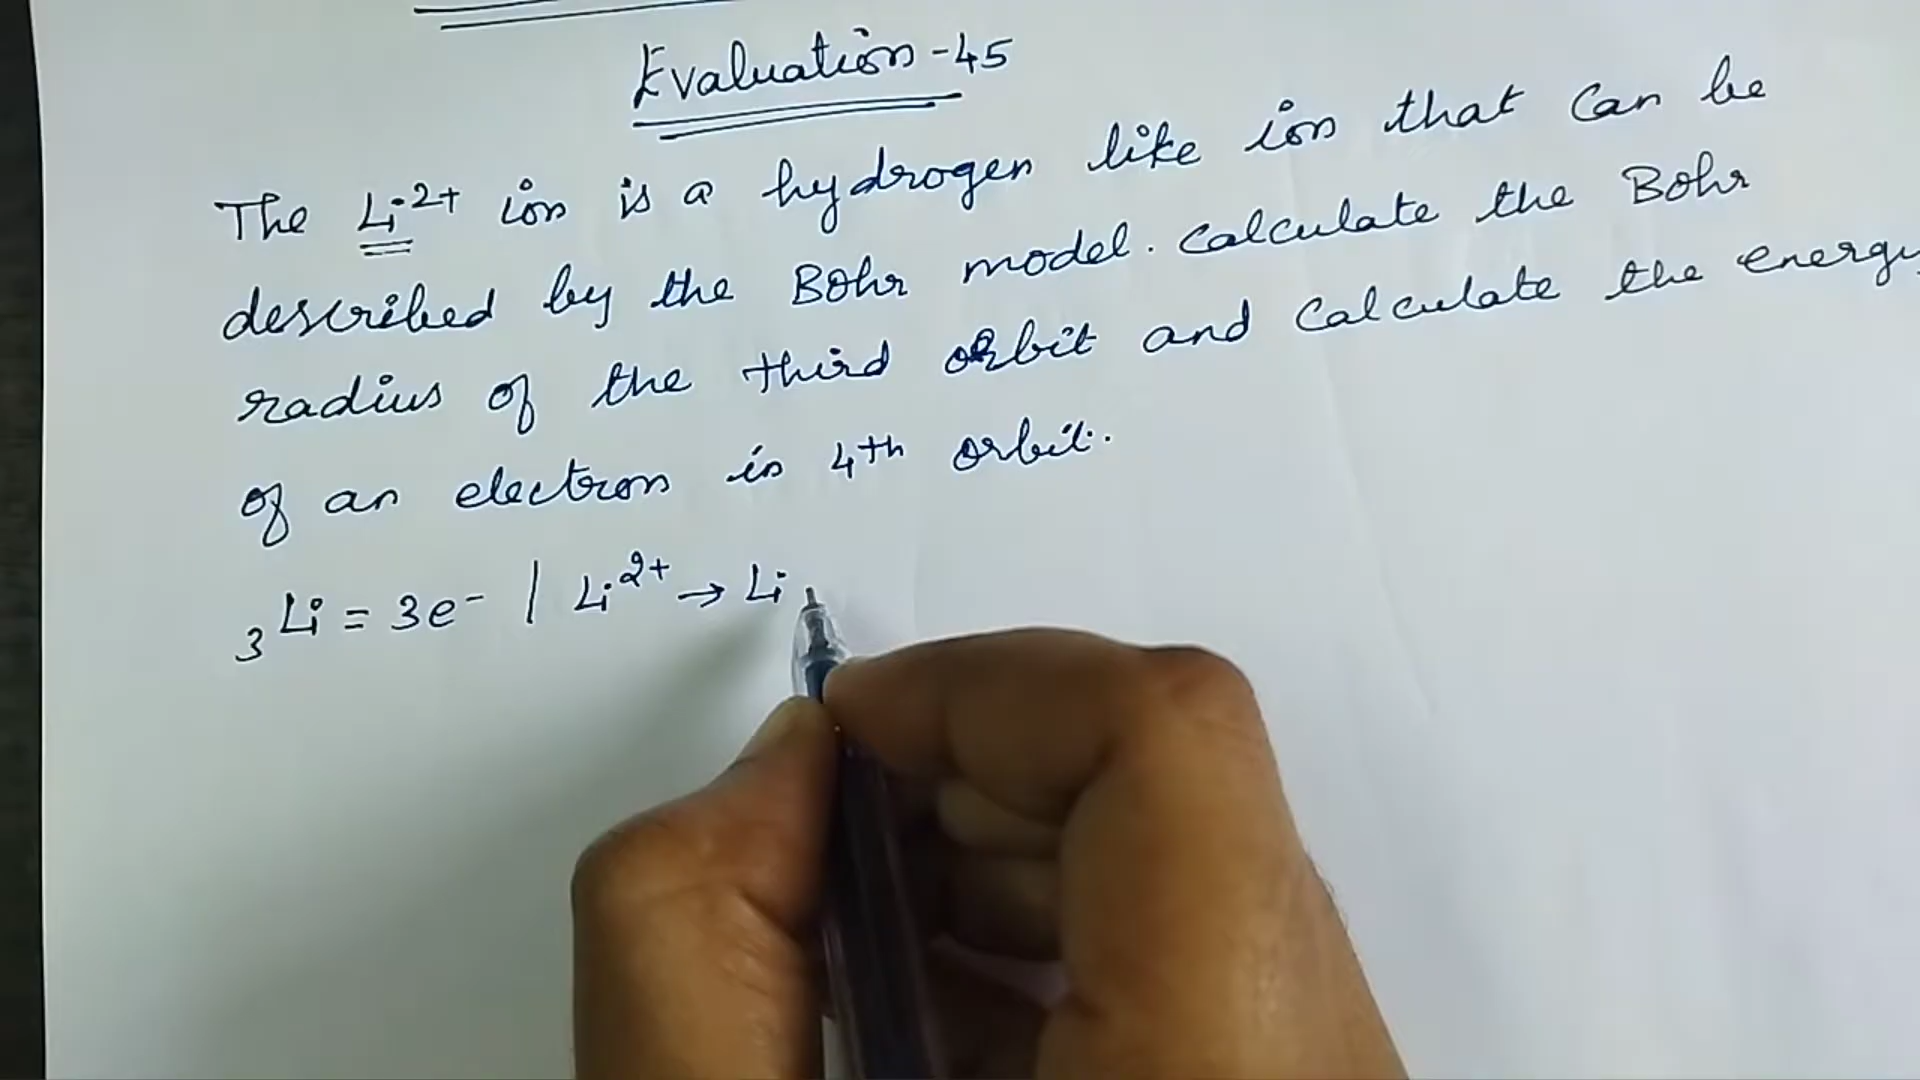 Evaluation-45
The Li²⁺ ion is a hydrogen like ion that can be
described by the Bohr model. Calculate the Bohr
radius of the third orbit and calculate the energy
of an electron in 4th orbit.
₃Li = 3e⁻ | Li²⁺ → Li